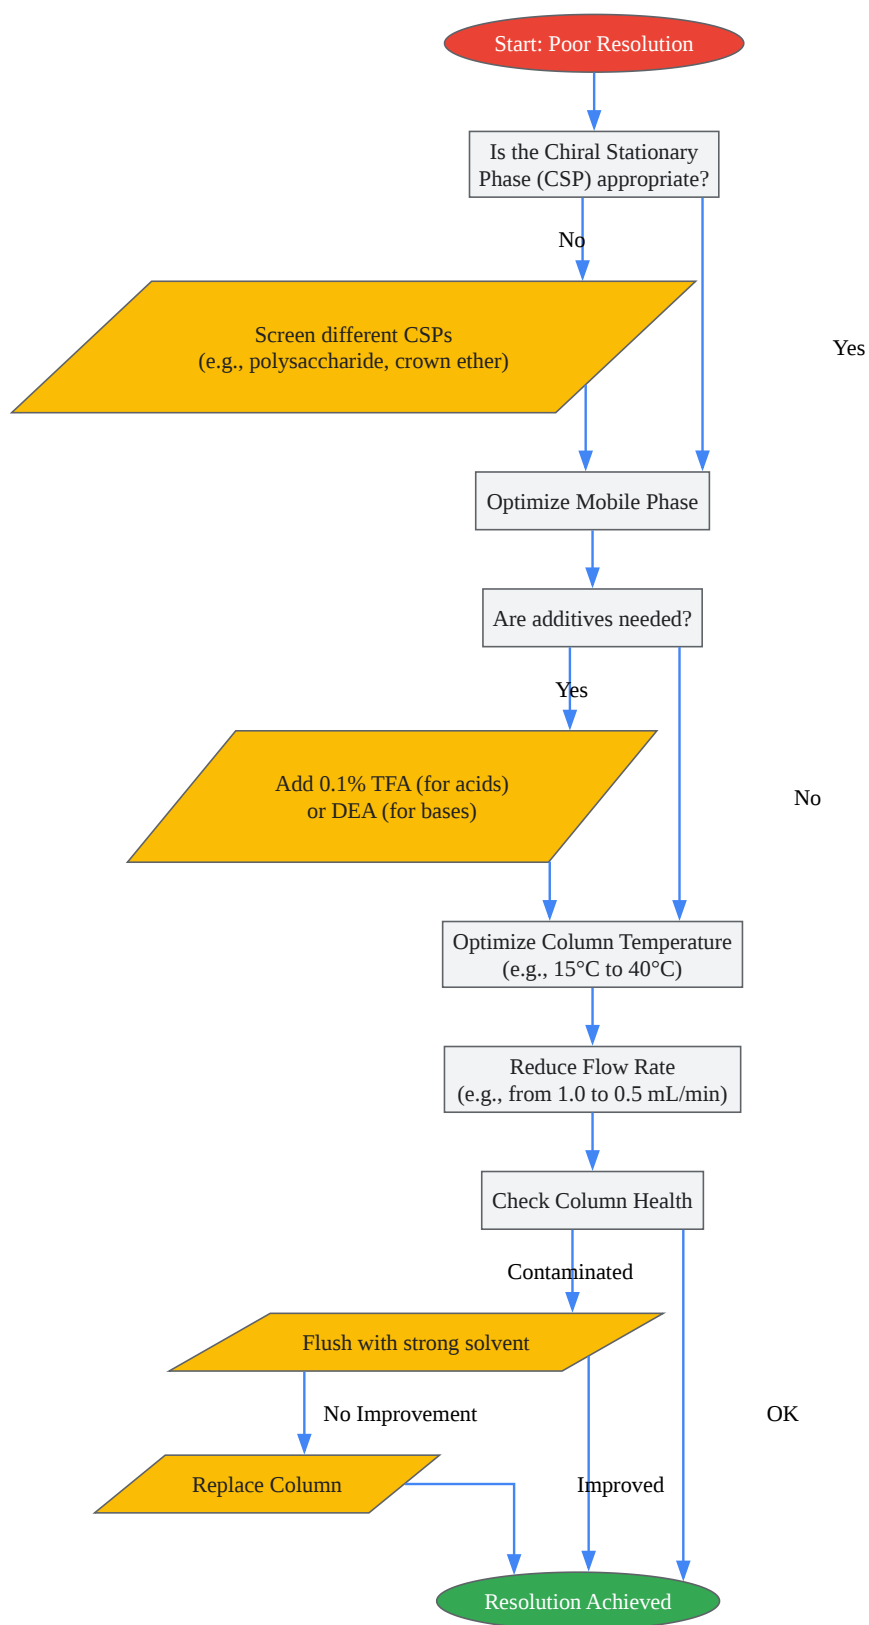 Start: Poor Resolution
Is the Chiral Stationary
Phase (CSP) appropriate?
No
Screen different CSPs
(e.g., polysaccharide, crown ether)
Yes
Optimize Mobile Phase
Are additives needed?
Yes
Add 0.1% TFA (for acids)
or DEA (for bases)
No
Optimize Column Temperature
(e.g., 15°C to 40°C)
Reduce Flow Rate
(e.g., from 1.0 to 0.5 mL/min)
Check Column Health
Contaminated
Flush with strong solvent
No Improvement
OK
Replace Column
Improved
Resolution Achieved